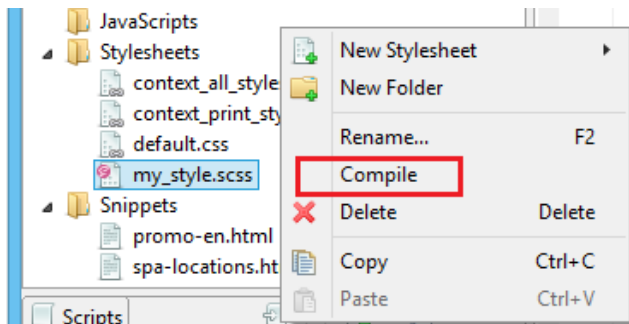 JavaScripts
Stylesheets
context_all_style
context_print_sty
default.css
my_style.scss
Snippets
promo-en.html
spa-locations.ht
Scripts
New Stylesheet
New Folder
Rename... F2
Compile
Delete Delete
Copy Ctrl+C
Paste Ctrl+V